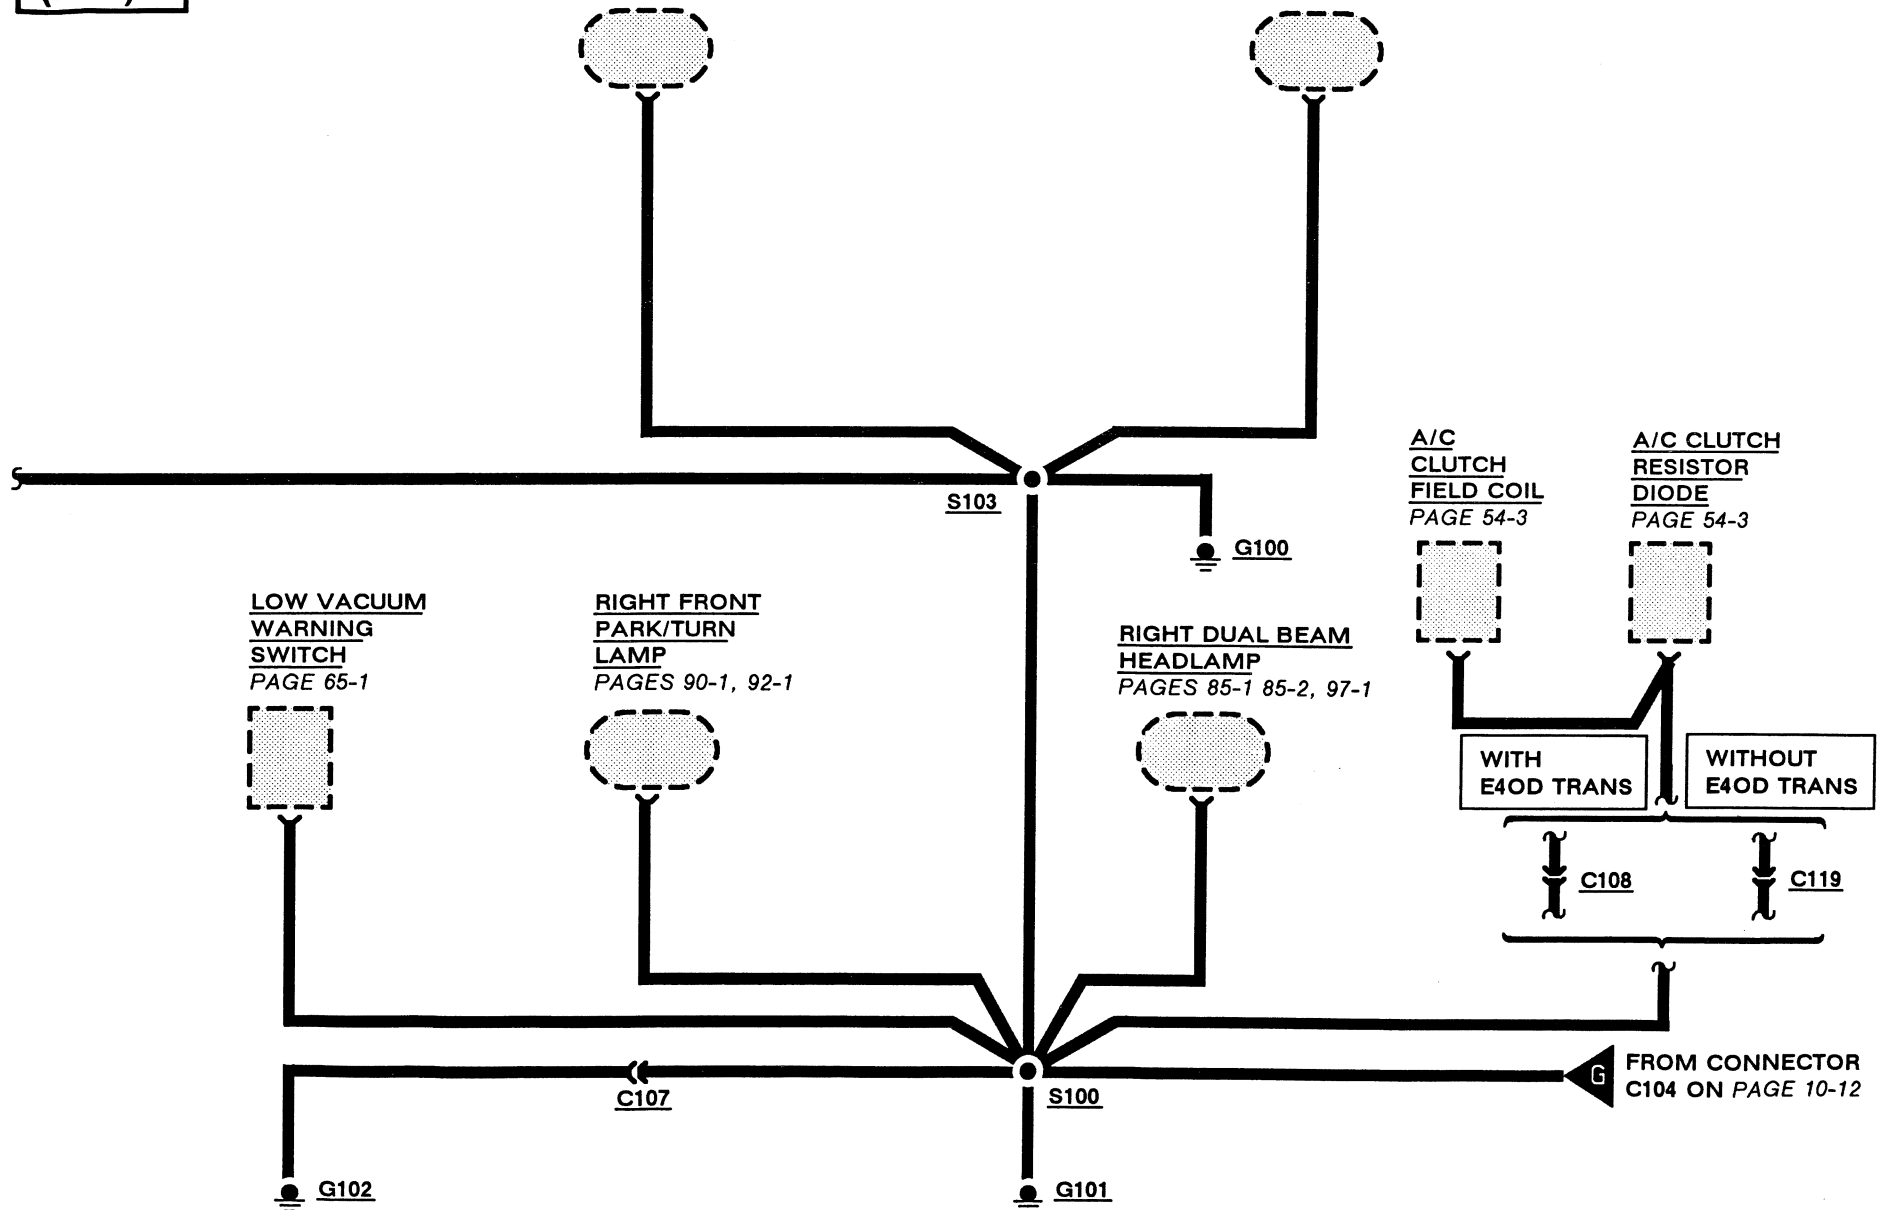 A/C
CLUTCH
FIELD COIL
PAGE 54-3
A/C CLUTCH
RESISTOR
DIODE
PAGE 54-3
S103
G100
LOW VACUUM
WARNING
SWITCH
PAGE 65-1
RIGHT FRONT
PARK/TURN
LAMP
PAGES 90-1, 92-1
RIGHT DUAL BEAM
HEADLAMP
PAGES 85-1 85-2, 97-1
WITH
E4OD TRANS
WITHOUT
E4OD TRANS
C108
C119
C107
S100
G
FROM CONNECTOR
C104 ON PAGE 10-12
G102
G101